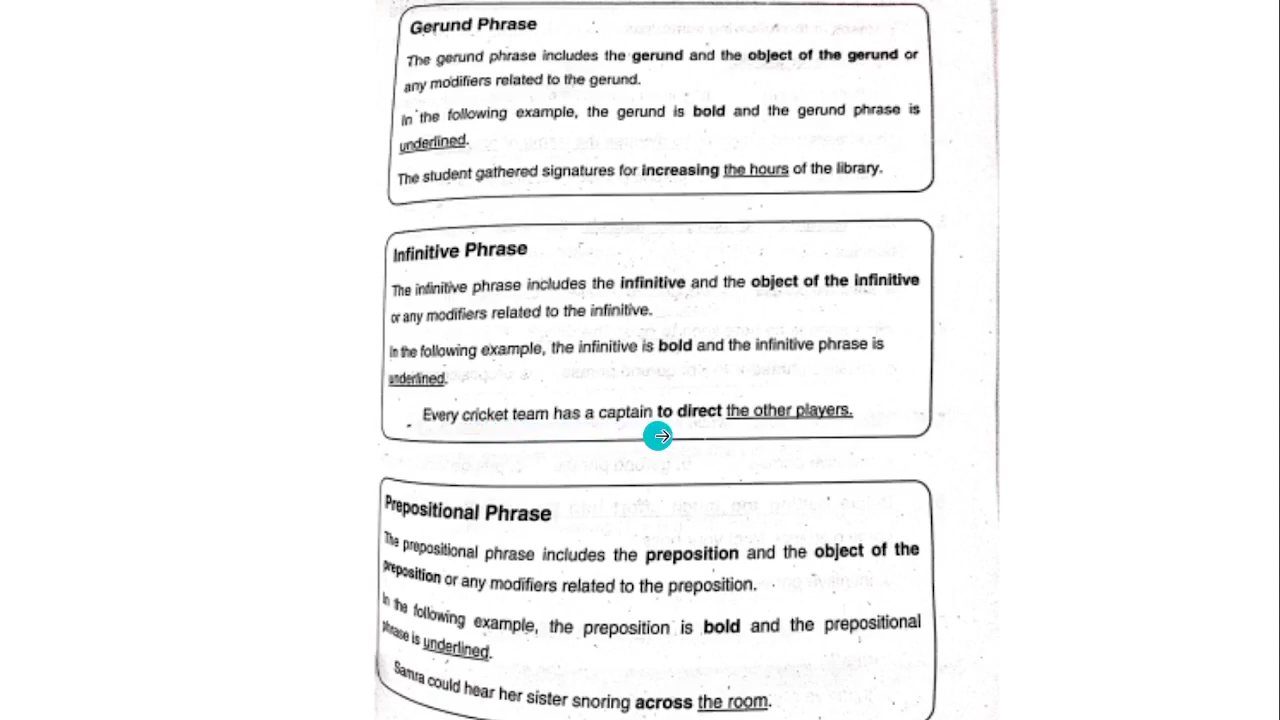 Gerund Phrase
The gerund phrase includes the gerund and the object of the gerund or
any modifiers related to the gerund.
In the following example, the gerund is bold and the gerund phrase is
underlined.
The student gathered signatures for increasing the hours of the library.
Infinitive Phrase
The infinitive phrase includes the infinitive and the object of the infinitive
or any modifiers related to the infinitive.
In the following example, the infinitive is bold and the infinitive phrase is
underlined.
Every cricket team has a captain to direct the other players.
Prepositional Phrase
The prepositional phrase includes the preposition and the object of the
preposition or any modifiers related to the preposition.
In the following example, the preposition is bold and the prepositional
phrase is underlined.
Samra could hear her sister snoring across the room.